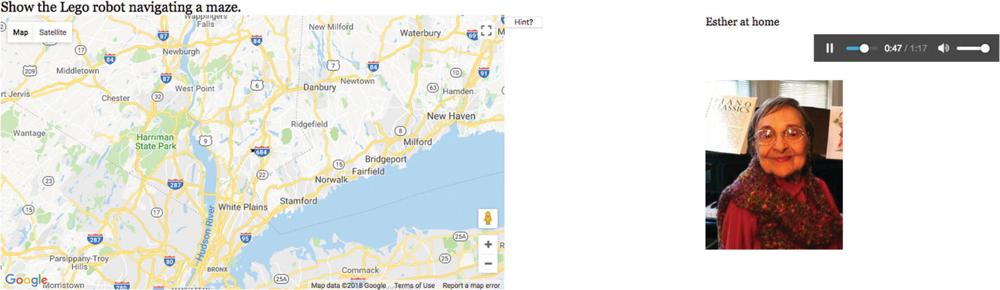 Show the Lego robot navigating a maze.
Map Satellite
Wappingers
Falls
New Milford
Waterbury
Hint?
Esther at home
87
84
691
17
84
Newburgh
0:47 / 1:17
209
Middletown
7
84
87
10
91
West Point
6
Newtown
Danbury
63
Hamden
rt Jervis
Chester
32
New Haven
PIANO
CLASSICS
Ridgefield
8
Wantage
Harriman
State Park
9
Milford
684
Bridgeport
15
Fairfield
22
Norwalk
23
287
Stamford
White Plains
15
17
Hudson River
95
287
25A
Parsippany-Troy
Hills
80
25
BRONX
Commack
25A
Google
Morristown
280
MANHATTAN
Map data ©2018 Google Terms of Use Report a map error